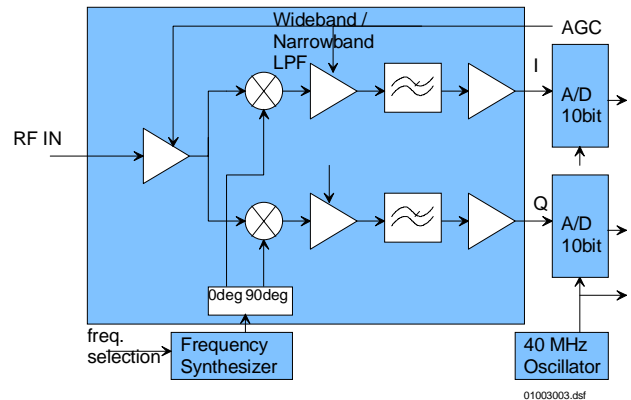 Wideband /
Narrowband
LPF
AGC
I
A/D
10bit
RF IN
Q
A/D
10bit
0deg 90deg
freq.
selection
Frequency
Synthesizer
40 MHz
Oscillator
01003003.dsf